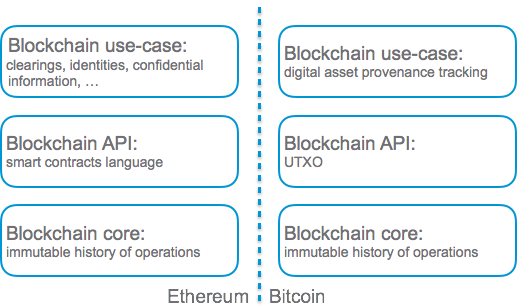 Blockchain use-case:
clearings, identities, confidential
information, …
Blockchain API:
smart contracts language
Blockchain core:
immutable history of operations
Ethereum
Blockchain use-case:
digital asset provenance tracking
Blockchain API:
UTXO
Blockchain core:
immutable history of operations
Bitcoin